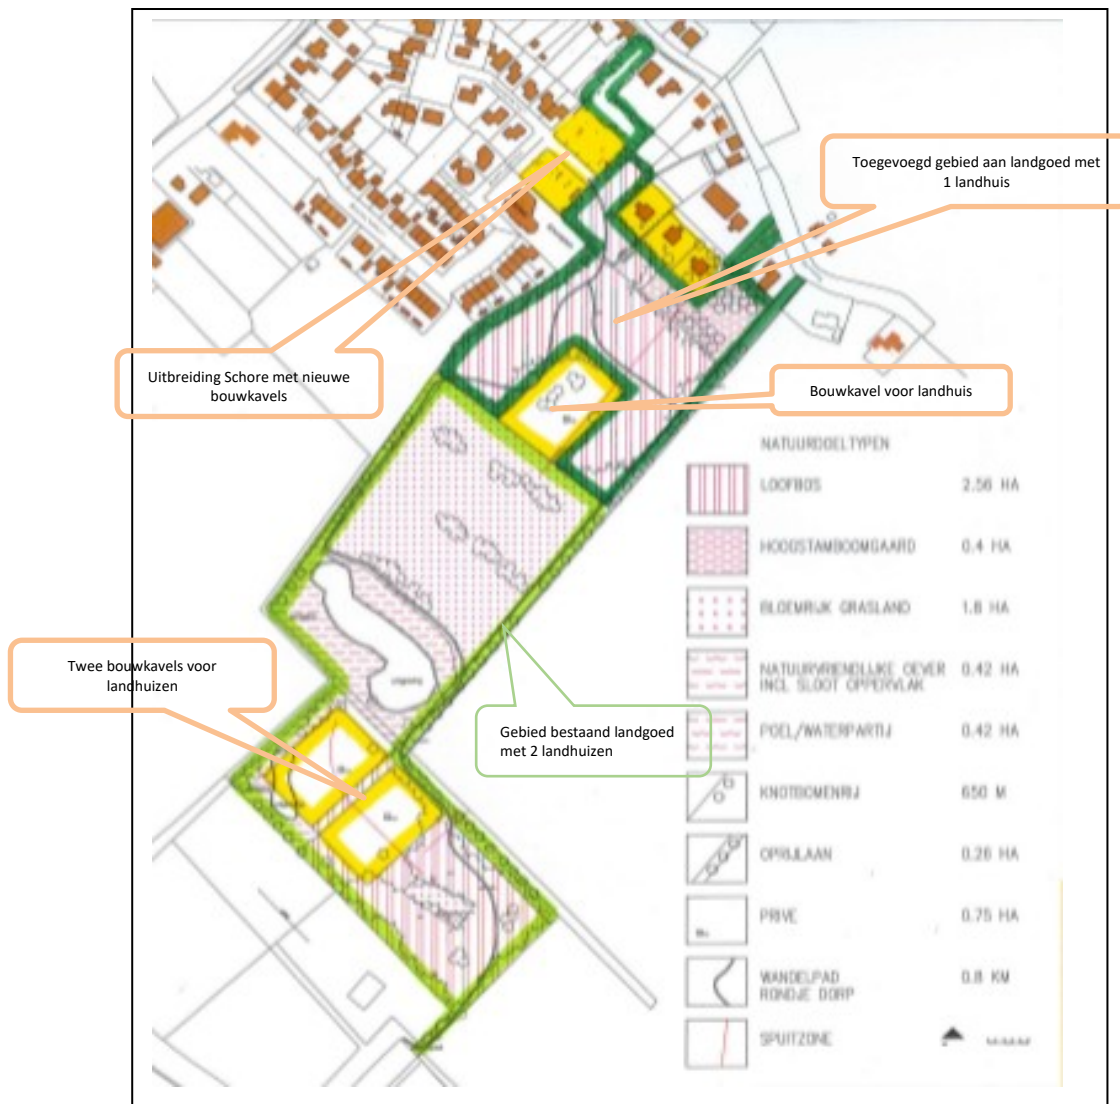 Toegevoegd gebied aan landgoed met
1 landhuis
Uitbreiding Schore met nieuwe
bouwkavels
Bouwkavel voor landhuis
NATUURDOELTYPEN
LOOFBOS 2.56 HA
HOOGSTAMBOOMGAARD 0.4 HA
BLOEMRIJK GRASLAND 1.8 HA
Twee bouwkavels voor
landhuizen
NATUURVRIENDLIJKE OEVER 0.42 HA
INCL SLOOT OPPERVLAK
Gebied bestaand landgoed
met 2 landhuizen
POEL/WATERPARTIJ 0.42 HA
KNOTBOMENRIJ 650 M
OPRIJLAAN 0.26 HA
PRIVE 0.75 HA
WANDELPAD 0.8 KM
RONDJE DORP
SPUITZONE